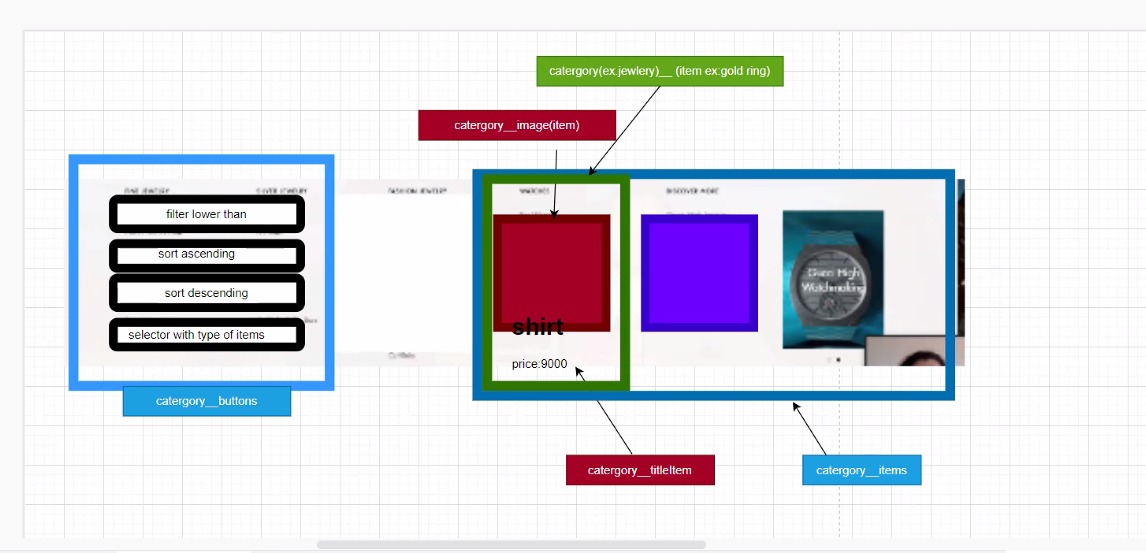 catergory(ex.jewlery)__ (item ex:gold ring)
catergory__image(item)
FINE JEWELRY
SILVER JEWELRY
FASHION JEWELRY
WATCHES
DISCOVER MORE
filter lower than
sort ascending
sort descending
selector with type of items
Gucci High
Watchmaking
shirt
price:9000
catergory__buttons
catergory__titleItem
catergory__items